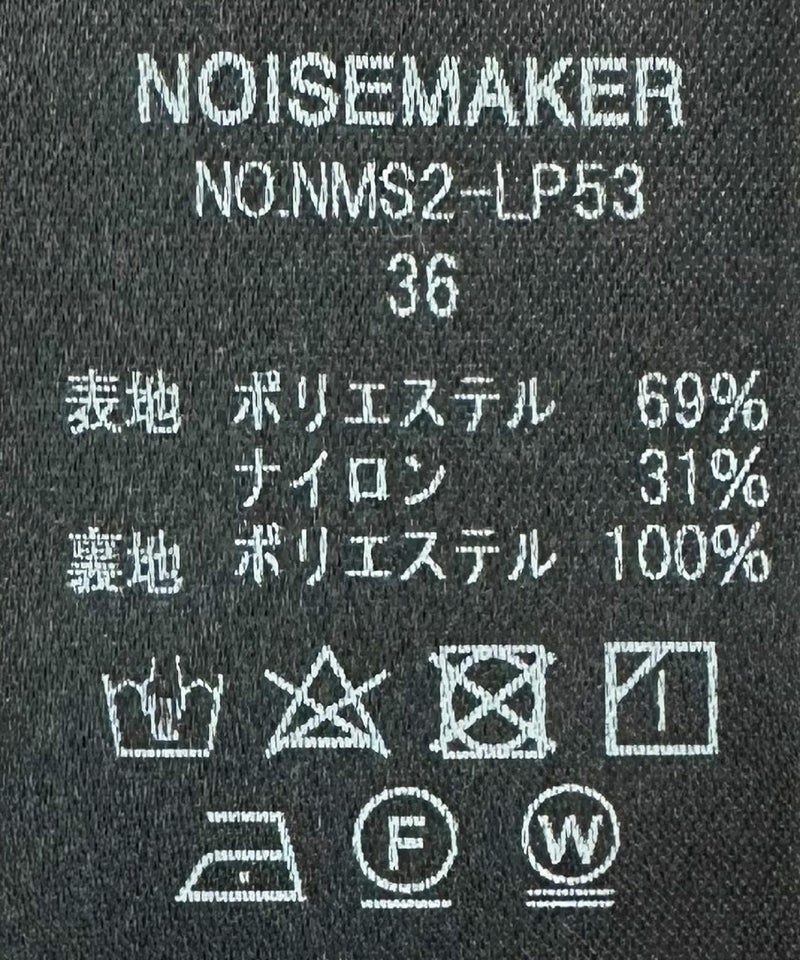 NOISEMAKER
NO.NMS2-LP53
36
表地 ポリエステル 69%
ナイロン 31%
裏地 ポリエステル 100%
F W